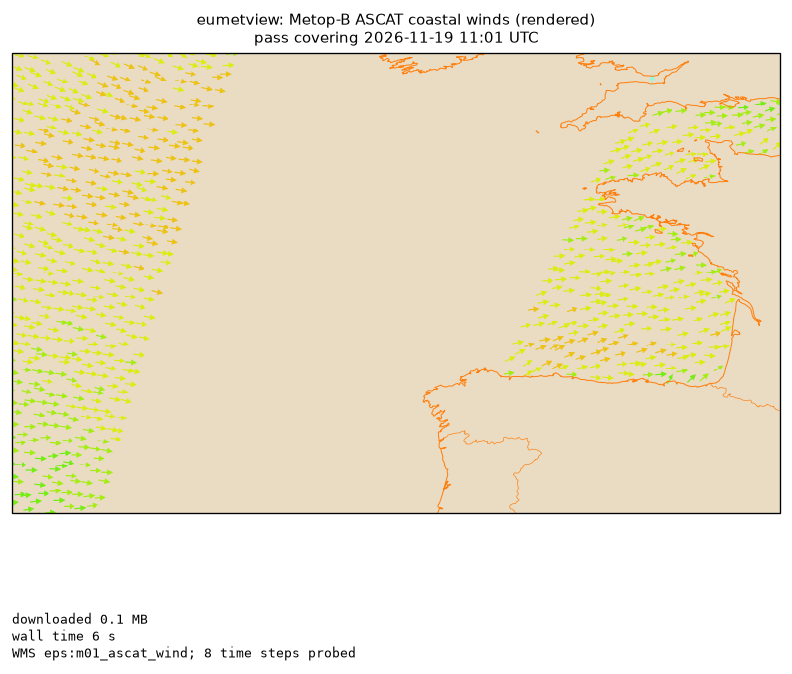 eumetview: Metop-B ASCAT coastal winds (rendered)
pass covering 2026-11-19 11:01 UTC
downloaded 0.1 MB
wall time 6 s
WMS eps:m01_ascat_wind; 8 time steps probed